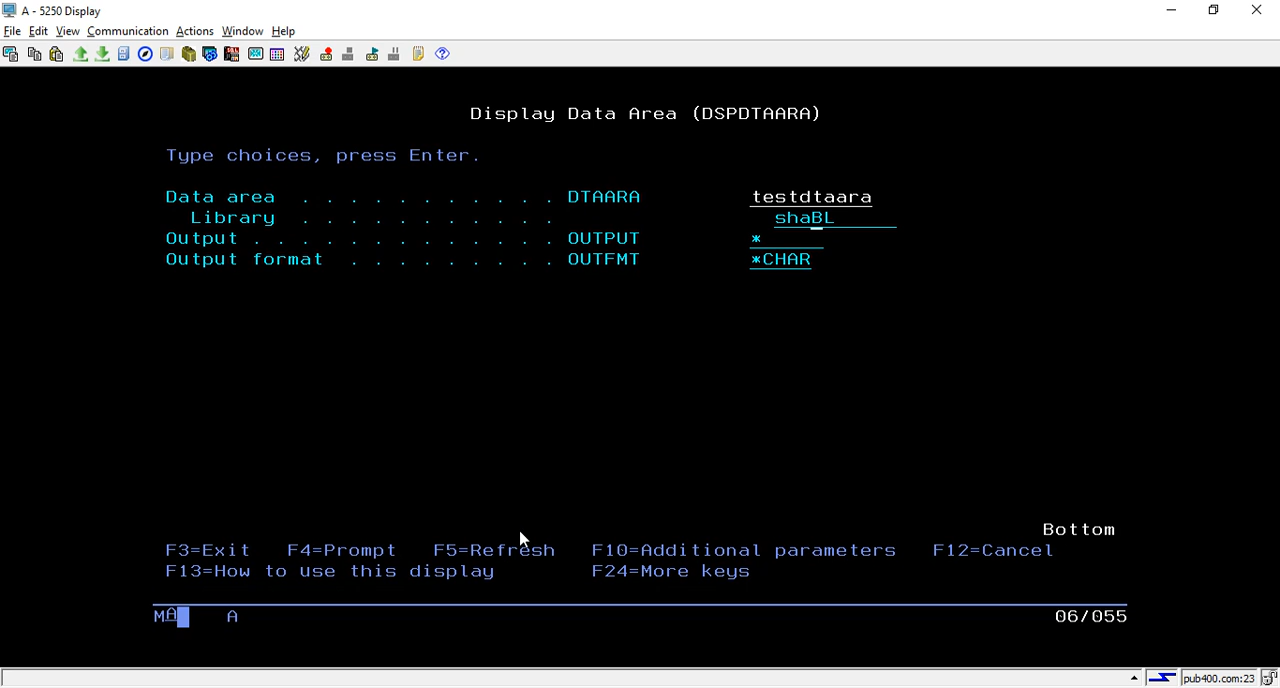 A - 5250 Display
File Edit View Communication Actions Window Help
Display Data Area (DSPDTAARA)
Type choices, press Enter.
Data area . . . . . . . . . . . DTAARA testdtaara
Library . . . . . . . . . . . shaBL
Output . . . . . . . . . . . . . OUTPUT *
Output format . . . . . . . . . OUTFMT *CHAR
Bottom
F3=Exit F4=Prompt F5=Refresh F10=Additional parameters F12=Cancel
F13=How to use this display F24=More keys
MA A 06/055
pub400.com:23